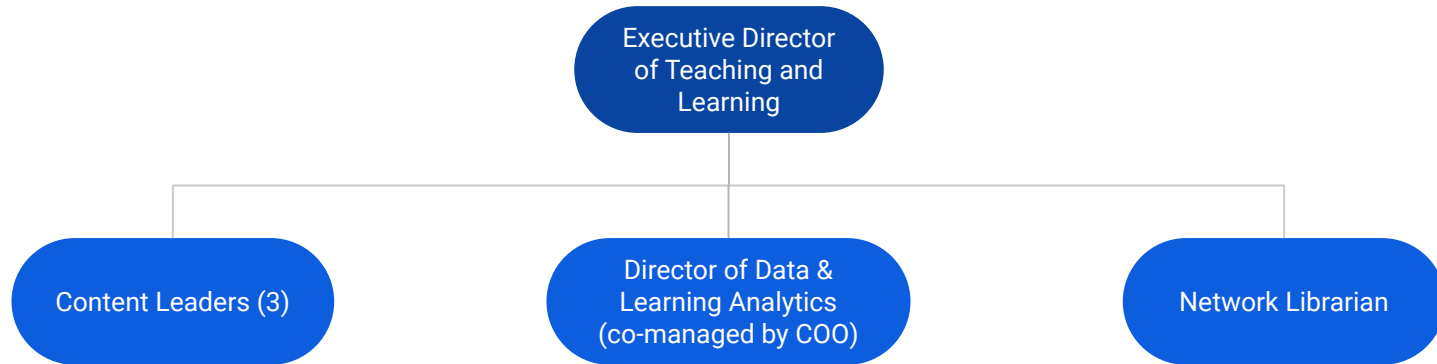 Executive Director
of Teaching and
Learning
Content Leaders (3)
Director of Data &
Learning Analytics
(co-managed by COO)
Network Librarian